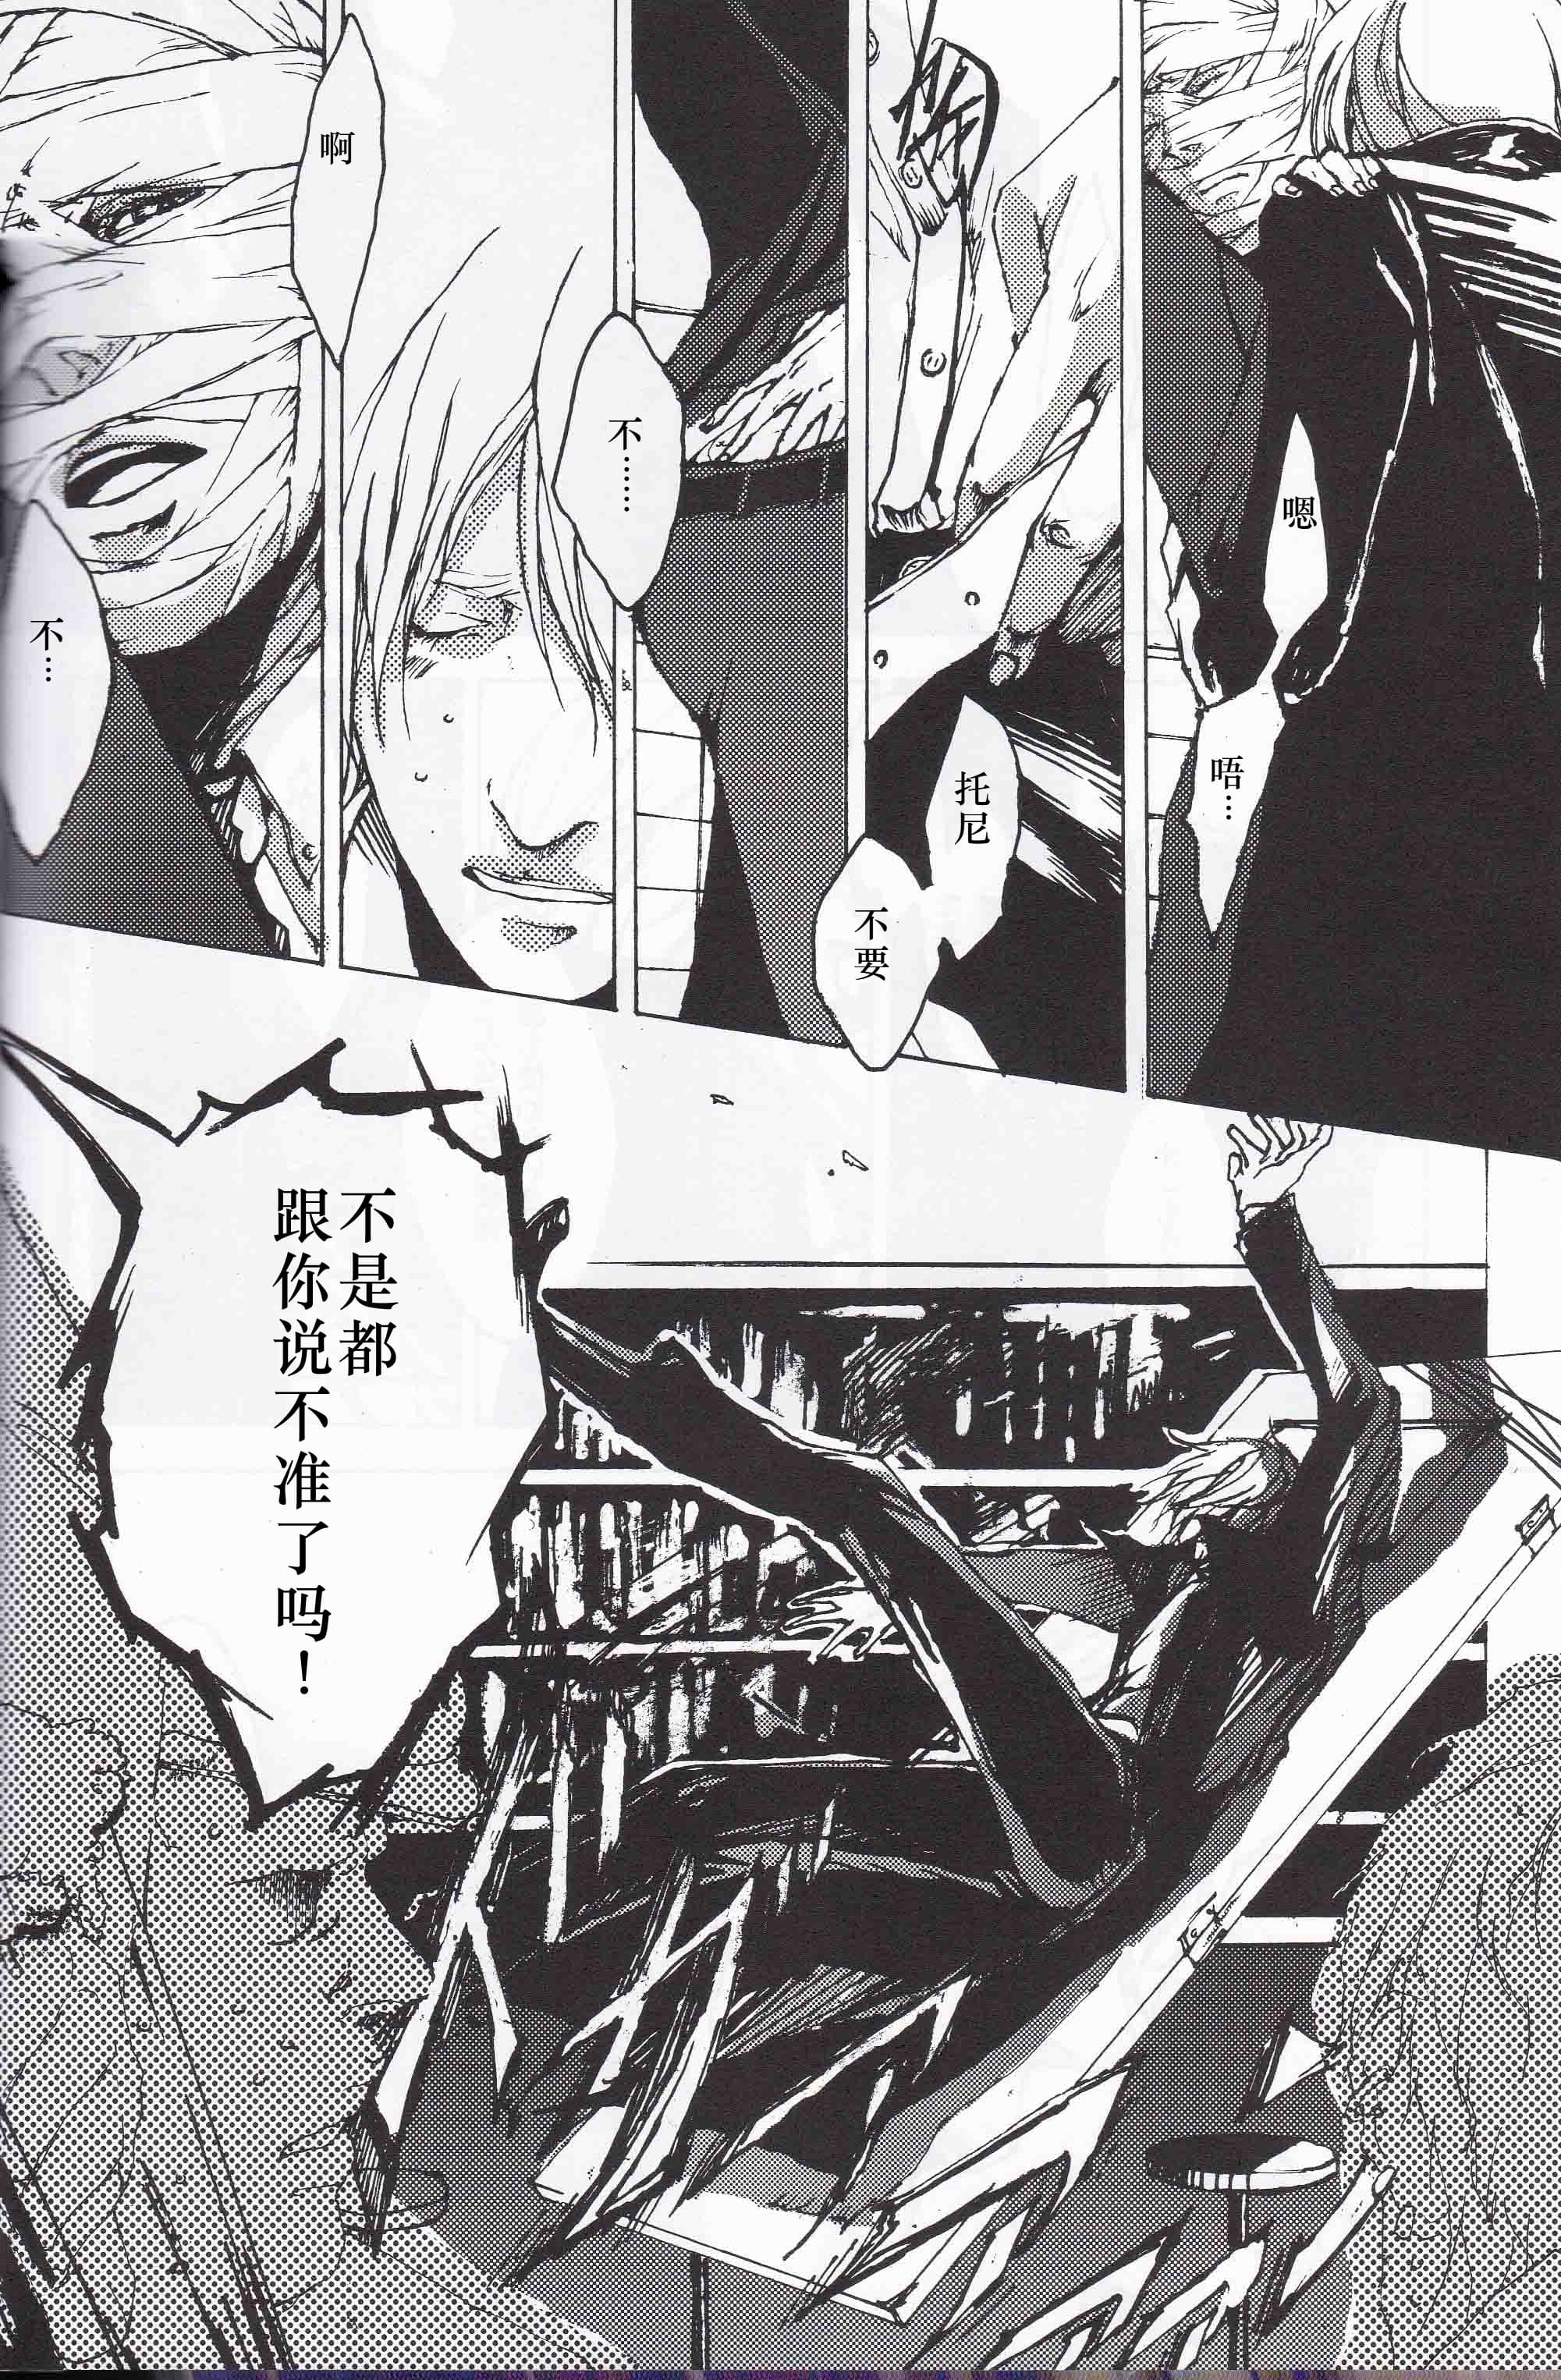 嗯
唔…
托尼
不要
不……
啊
不…
不是都
跟你说不准了吗！